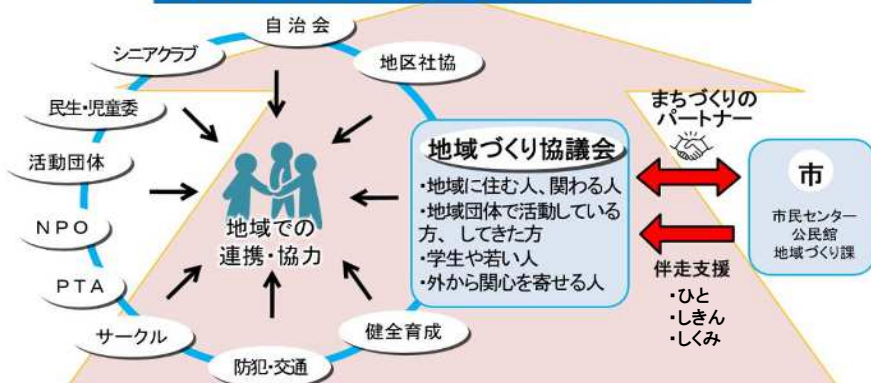 自治会
シニアクラブ
地区社協
民生・児童委
活動団体
NPO
PTA
サークル
防犯・交通
健全育成
地域での
連携・協力
地域づくり協議会
・地域に住む人、関わる人
・地域団体で活動している
方、してきた方
・学生や若い人
・外から関心を寄せる人
まちづくりの
パートナー
伴走支援
・ひと
・しきん
・しくみ
市
市民センター
公民館
地域づくり課